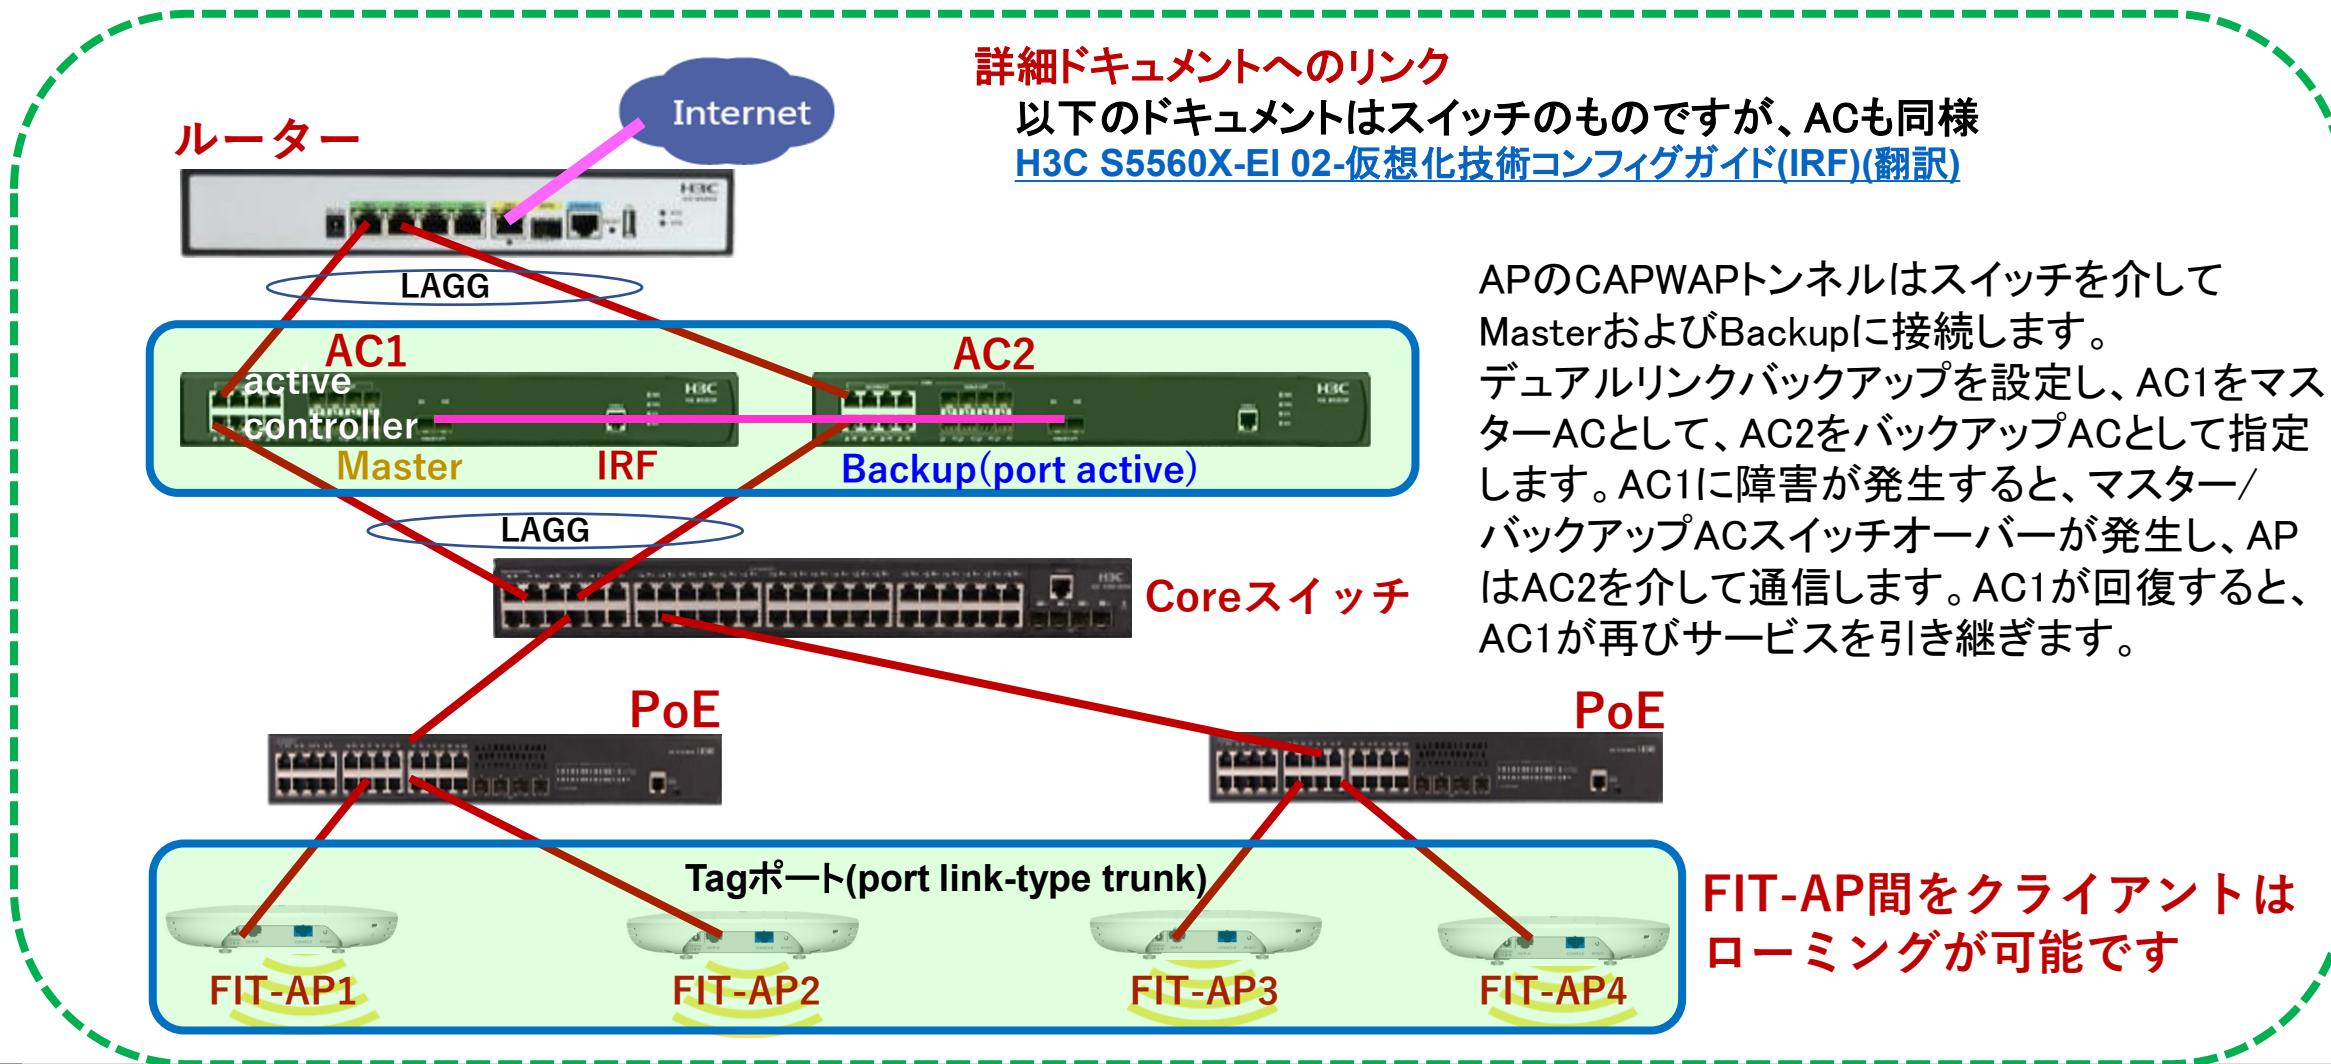 詳細ドキュメントへのリンク
以下のドキュメントはスイッチのものですが、ACも同様
H3C S5560X-EI 02-仮想化技術コンフィグガイド(IRF)(翻訳)
Internet
ルーター
H3C
LAGG
APのCAPWAPトンネルはスイッチを介して
MasterおよびBackupに接続します。
デュアルリンクバックアップを設定し、AC1をマス
ターACとして、AC2をバックアップACとして指定
します。AC1に障害が発生すると、マスター/
バックアップACスイッチオーバーが発生し、AP
はAC2を介して通信します。AC1が回復すると、
AC1が再びサービスを引き継ぎます。
AC1
AC2
active
controller
H3C
H3C
Master
IRF
Backup(port active)
LAGG
H3C
Coreスイッチ
PoE
PoE
Tagポート(port link-type trunk)
FIT-AP1
FIT-AP2
FIT-AP3
FIT-AP4
FIT-AP間をクライアントは
ローミングが可能です